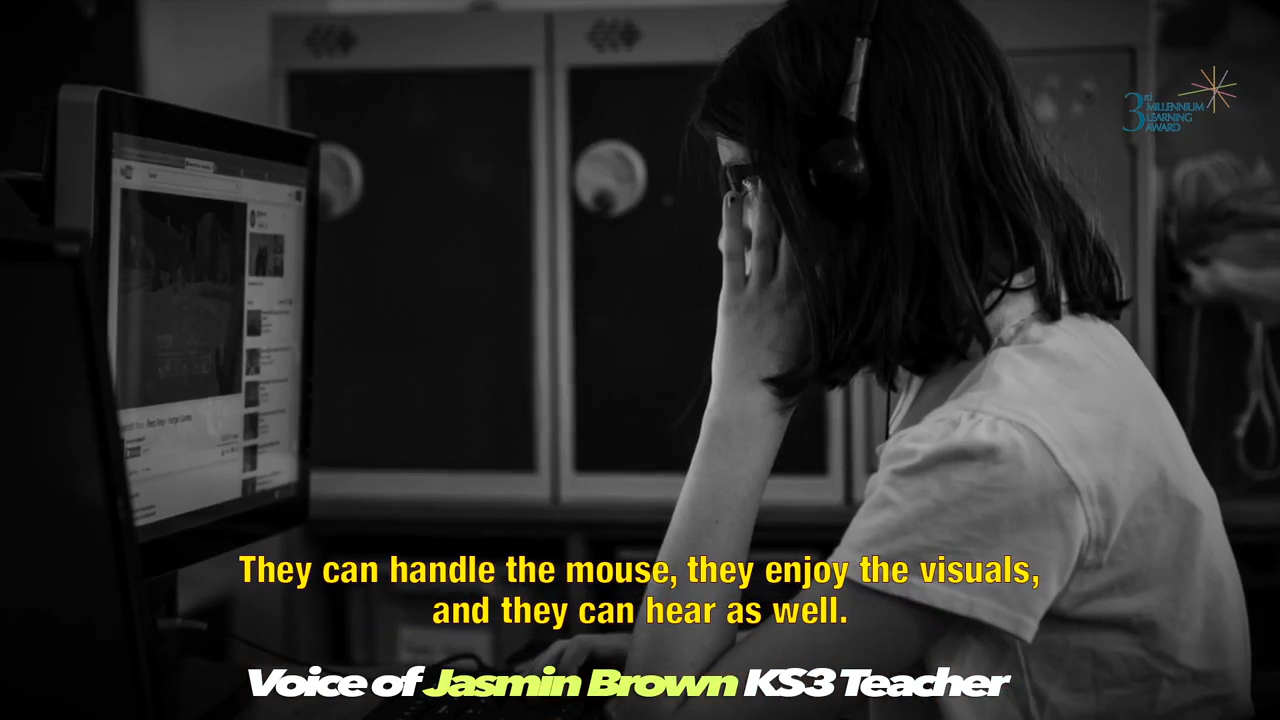 3rd
MILLENNIUM
LEARNING
AWARD
They can handle the mouse, they enjoy the visuals,
and they can hear as well.
Voice of Jasmin Brown KS3 Teacher